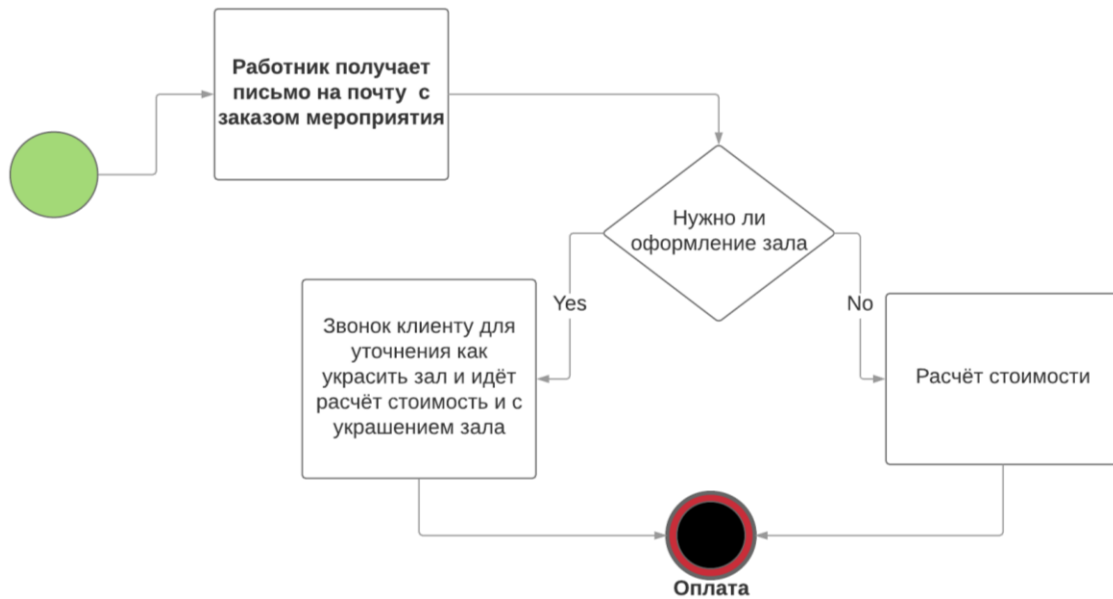 Работник получает
письмо на почту с
заказом мероприятия
Нужно ли
оформление зала
Yes
No
Звонок клиенту для
уточнения как
украсить зал и идёт
расчёт стоимость и с
украшением зала
Расчёт стоимости
Оплата